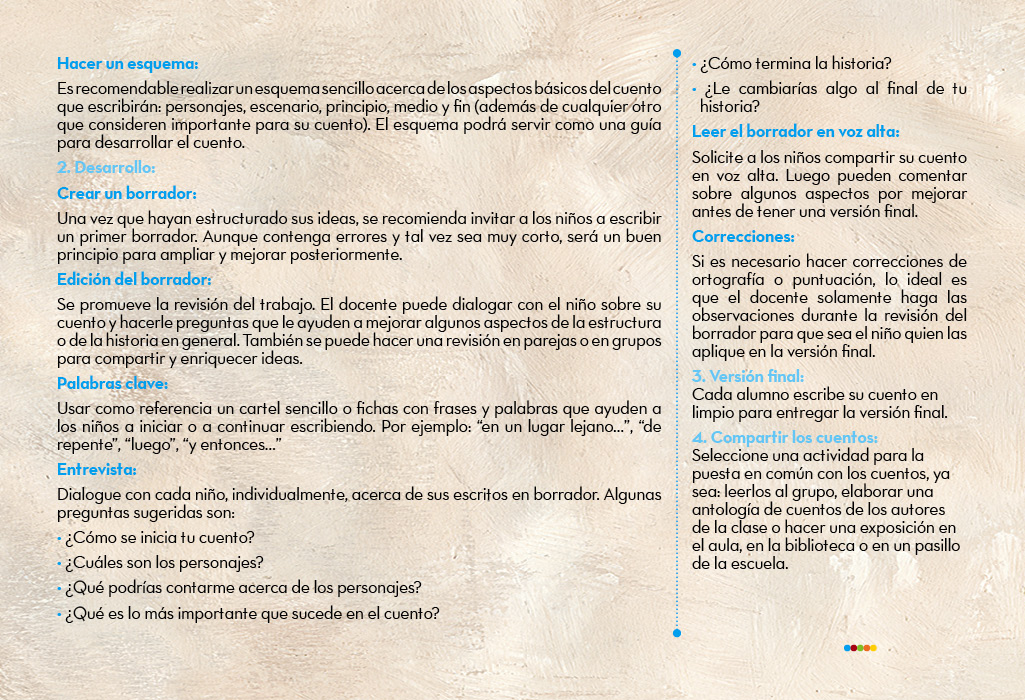 Hacer un esquema:
Es recomendable realizar un esquema sencillo acerca de los aspectos básicos del cuento
que escribirán: personajes, escenario, principio, medio y fin (además de cualquier otro
que consideren importante para su cuento). El esquema podrá servir como una guía
para desarrollar el cuento.
2. Desarrollo:
Crear un borrador:
Una vez que hayan estructurado sus ideas, se recomienda invitar a los niños a escribir
un primer borrador. Aunque contenga errores y tal vez sea muy corto, será un buen
principio para ampliar y mejorar posteriormente.
Edición del borrador:
Se promueve la revisión del trabajo. El docente puede dialogar con el niño sobre su
cuento y hacerle preguntas que le ayuden a mejorar algunos aspectos de la estructura
o de la historia en general. También se puede hacer una revisión en parejas o en grupos
para compartir y enriquecer ideas.
Palabras clave:
Usar como referencia un cartel sencillo o fichas con frases y palabras que ayuden a
los niños a iniciar o a continuar escribiendo. Por ejemplo: “en un lugar lejano...”, “de
repente”, “luego”, “y entonces...”
Entrevista:
Dialogue con cada niño, individualmente, acerca de sus escritos en borrador. Algunas
preguntas sugeridas son:
• ¿Cómo se inicia tu cuento?
• ¿Cuáles son los personajes?
• ¿Qué podrías contarme acerca de los personajes?
• ¿Qué es lo más importante que sucede en el cuento?
• ¿Cómo termina la historia?
• ¿Le cambiarías algo al final de tu
historia?
Leer el borrador en voz alta:
Solicite a los niños compartir su cuento
en voz alta. Luego pueden comentar
sobre algunos aspectos por mejorar
antes de tener una versión final.
Correcciones:
Si es necesario hacer correcciones de
ortografía o puntuación, lo ideal es
que el docente solamente haga las
observaciones durante la revisión del
borrador para que sea el niño quien las
aplique en la versión final.
3. Versión final:
Cada alumno escribe su cuento en
limpio para entregar la versión final.
4. Compartir los cuentos:
Seleccione una actividad para la
puesta en común con los cuentos, ya
sea: leerlos al grupo, elaborar una
antología de cuentos de los autores
de la clase o hacer una exposición en
el aula, en la biblioteca o en un pasillo
de la escuela.